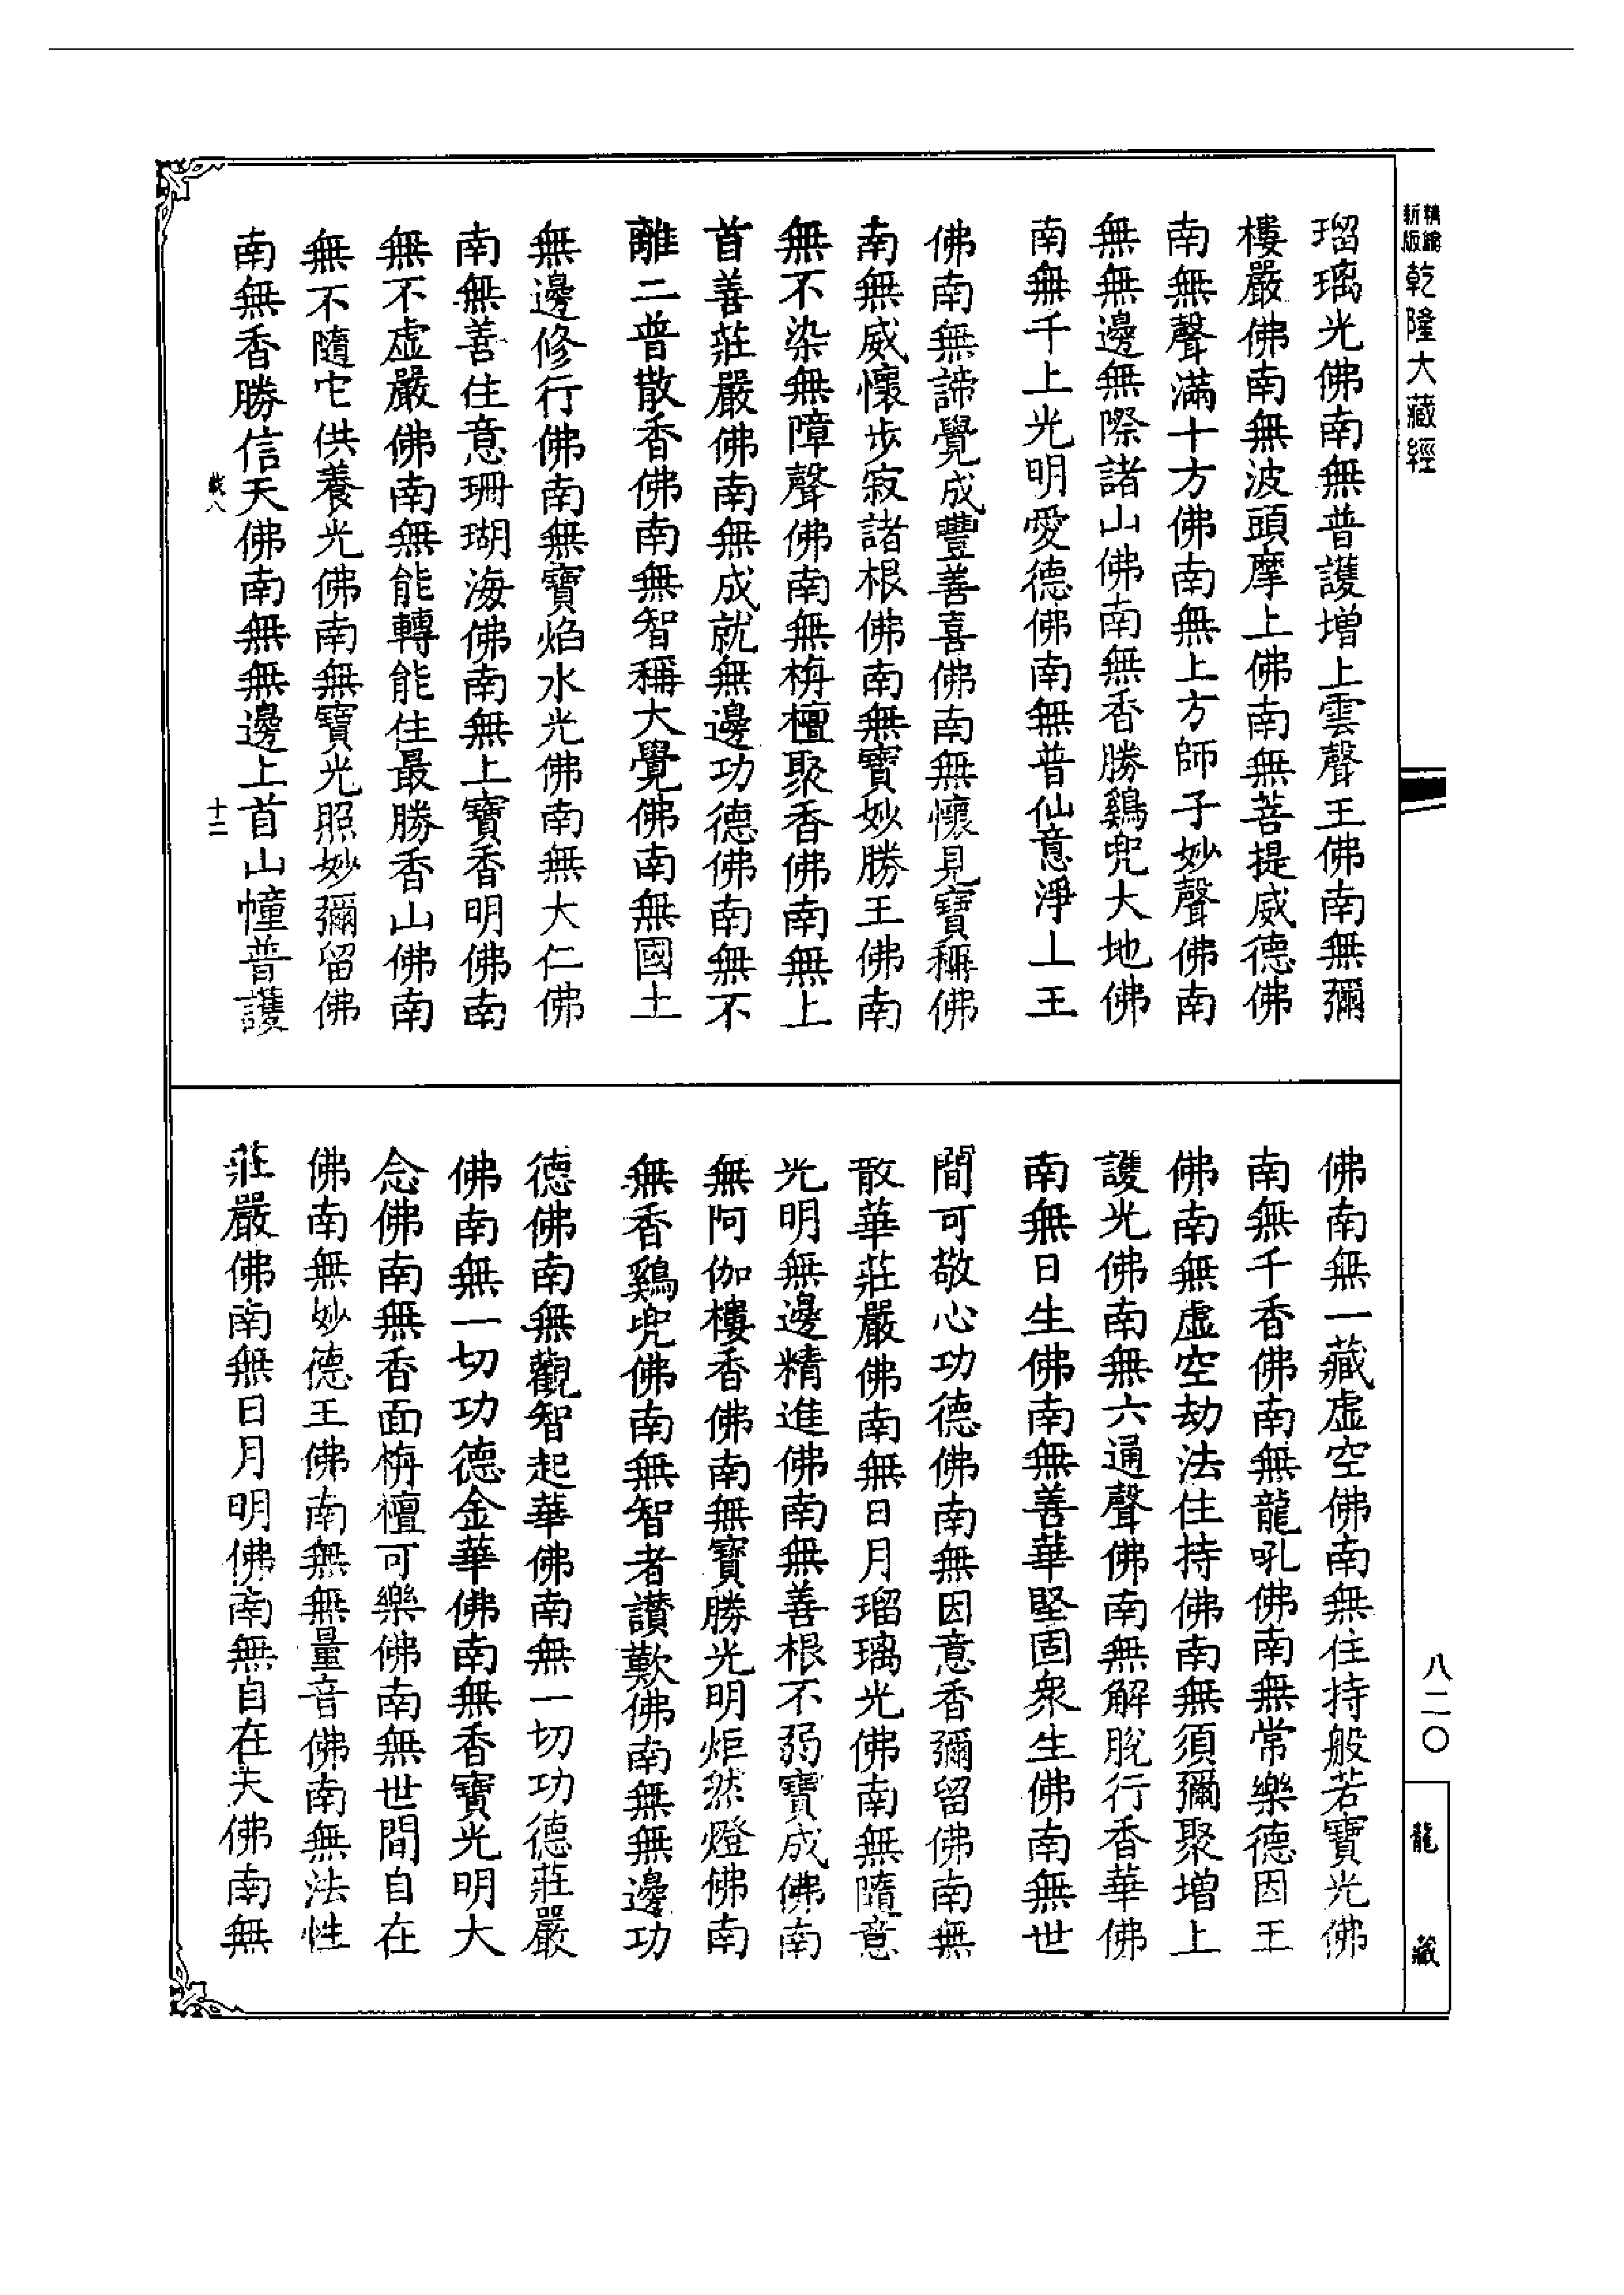 精縮
新版
乾隆大藏經
瑠璃光佛南無普護增上雲聲王佛南無彌
樓嚴佛南無波頭摩上佛南無菩提威德佛
南無聲滿十方佛南無上方師子妙聲佛南
無無邊無際諸山佛南無香勝鷄兜大地佛
南無千上光明愛德佛南無普仙意淨上王
佛南無諦覺成豐善喜佛南無懷見寶稱佛
南無威懷步寂諸根佛南無寶妙勝王佛南
無不染無障聲佛南無栴檀聚香佛南無上
首善莊嚴佛南無成就無邊功德佛南無不
離二普散香佛南無智稱大覺佛南無國土
無邊修行佛南無寶焰水光佛南無大仁佛
南無善住意珊瑚海佛南無上寶香明佛南
無不虛嚴佛南無能轉能住最勝香山佛南
無不隨它供養光佛南無寶光照妙彌留佛
南無香勝信天佛南無無邊上首山幢普護
載八
十二
佛南無一藏虛空佛南無住持般若寶光佛
南無千香佛南無龍吼佛南無常樂德因王
佛南無虛空劫法住持佛南無須彌聚增上
護光佛南無六通聲佛南無解脫行香華佛
南無日生佛南無善華堅固衆生佛南無世
間可敬心功德佛南無因意香彌留佛南無
散華莊嚴佛南無日月瑠璃光佛南無隨意
光明無邊精進佛南無善根不弱寶成佛南
無阿伽樓香佛南無寶勝光明炬然燈佛南
無香鷄兜佛南無智者讚歎佛南無無邊功
德佛南無觀智起華佛南無一切功德莊嚴
佛南無一切功德金華佛南無香寶光明大
念佛南無香面栴檀可樂佛南無世間自在
佛南無妙德王佛南無無量音佛南無法性
莊嚴佛南無日月明佛南無自在天佛南無
八二〇
龍
藏